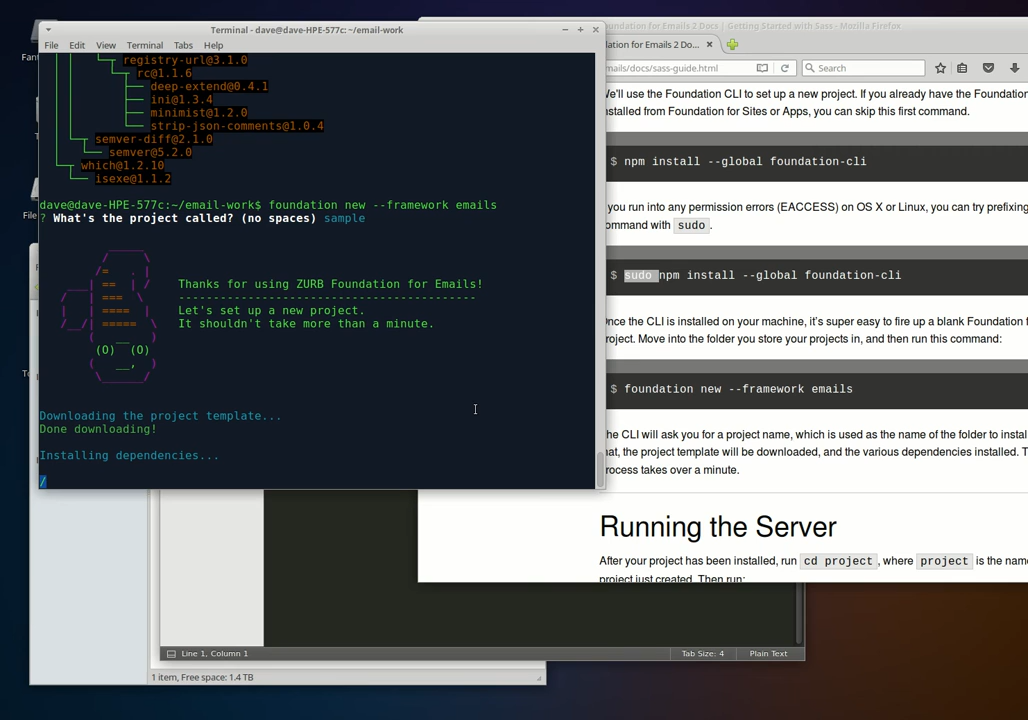 Terminal - dave@dave-HPE-577c: ~/email-work
File Edit View Terminal Tabs Help
registry-url@3.1.0
rc@1.1.6
deep-extend@0.4.1
ini@1.3.4
minimist@1.2.0
strip-json-comments@1.0.4
semver-diff@2.1.0
semver@5.2.0
which@1.2.10
isexe@1.1.2
dave@dave-HPE-577c:~/email-work$ foundation new --framework emails
? What's the project called? (no spaces) sample
Thanks for using ZURB Foundation for Emails!
--------------------------------------------
Let's set up a new project.
It shouldn't take more than a minute.
Downloading the project template...
Done downloading!
Installing dependencies...
/
oundation for Emails 2 Docs | Getting Started with Sass - Mozilla Firefox
dation for Emails 2 Do...
mails/docs/sass-guide.html
Search
We'll use the Foundation CLI to set up a new project. If you already have the Foundation
nstalled from Foundation for Sites or Apps, you can skip this first command.
$ npm install --global foundation-cli
you run into any permission errors (EACCESS) on OS X or Linux, you can try prefixing
ommand with sudo.
$ sudo npm install --global foundation-cli
Once the CLI is installed on your machine, it's super easy to fire up a blank Foundation f
roject. Move into the folder you store your projects in, and then run this command:
$ foundation new --framework emails
he CLI will ask you for a project name, which is used as the name of the folder to instal
hat, the project template will be downloaded, and the various dependencies installed. T
rocess takes over a minute.
Running the Server
After your project has been installed, run cd project, where project is the name
project just created. Then run:
Line 1, Column 1
Tab Size: 4
Plain Text
1 item, Free space: 1.4 TB
Fan
File